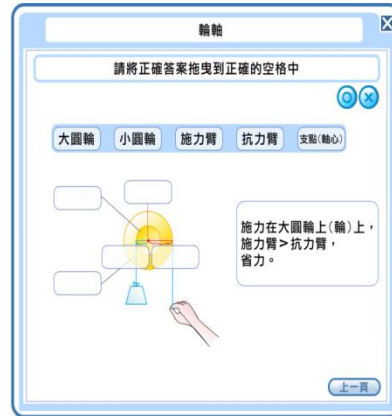 輪軸
請將正確答案拖曳到正確的空格中
大圓輪 小圓輪 施力臂 抗力臂 支點(軸心)
施力在大圓輪上(輪)上，
施力臂>抗力臂，
省力。
上一頁